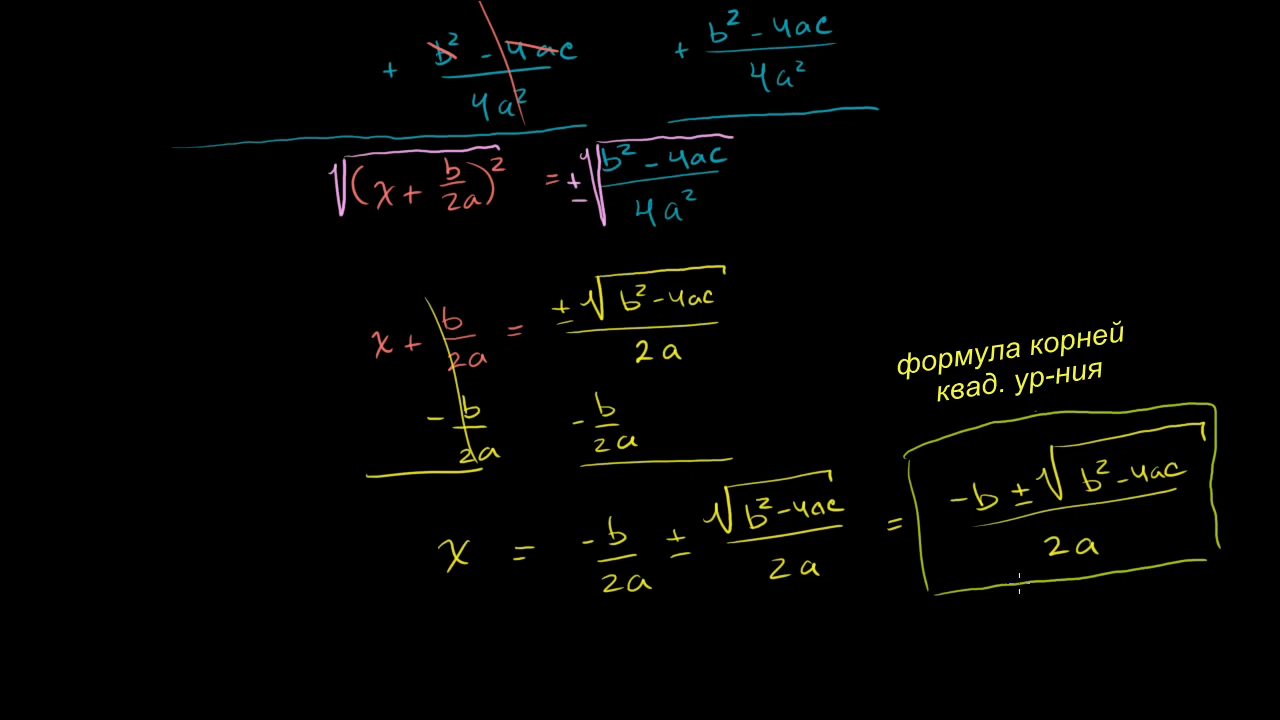 + b² - 4ac / 4a² + b² - 4ac / 4a²
√(x + b/2a)² = ±√(b² - 4ac / 4a²)
x + b/2a = ±√(b² - 4ac) / 2a
- b/2a - b/2a
формула корней
квад. ур-ния
x = -b/2a ± √(b² - 4ac) / 2a = -b ± √(b² - 4ac) / 2a